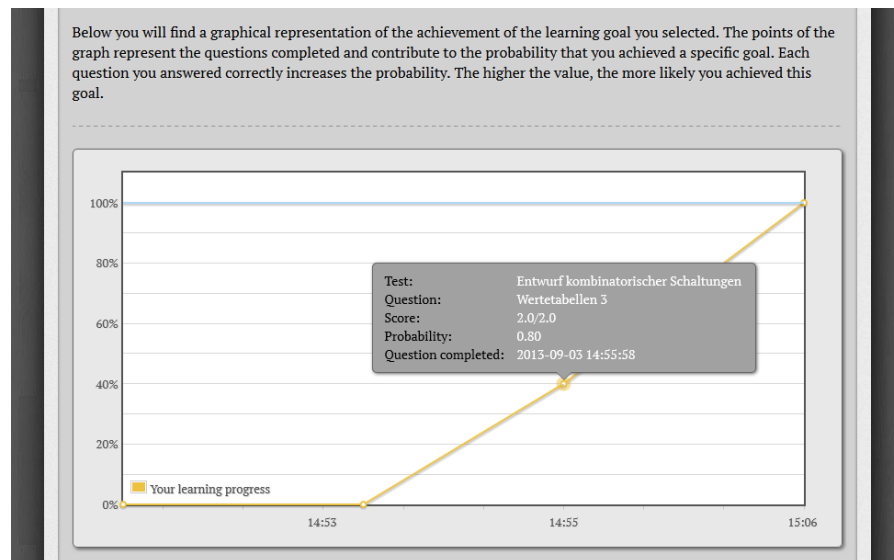 Below you will find a graphical representation of the achievement of the learning goal you selected. The points of the
graph represent the questions completed and contribute to the probability that you achieved a specific goal. Each
question you answered correctly increases the probability. The higher the value, the more likely you achieved this
goal.
100%
80%
Test: Entwurf kombinatorischer Schaltungen
Question: Wertetabellen 3
Score: 2.0/2.0
Probability: 0.80
Question completed: 2013-09-03 14:55:58
60%
40%
20%
Your learning progress
0%
14:53 14:55 15:06